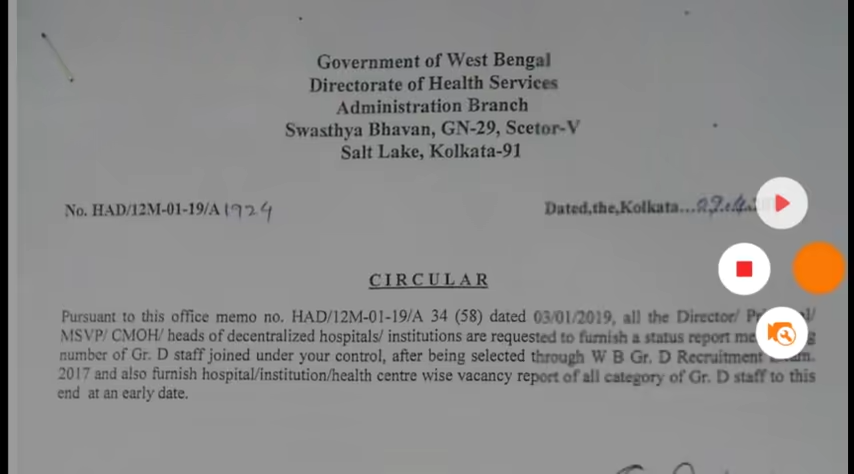 Government of West Bengal
Directorate of Health Services
Administration Branch
Swasthya Bhavan, GN-29, Scetor-V
Salt Lake, Kolkata-91
No. HAD/12M-01-19/A 1924
Dated,the,Kolkata...
CIRCULAR
Pursuant to this office memo no. HAD/12M-01-19/A 34 (58) dated 03/01/2019, all the Director/
MSVP/ CMOH/ heads of decentralized hospitals/ institutions are requested to furnish a status report
number of Gr. D staff joined under your control, after being selected through W B Gr. D Recruitment
2017 and also furnish hospital/institution/health centre wise vacancy report of all category of Gr. D staff to this
end at an early date.